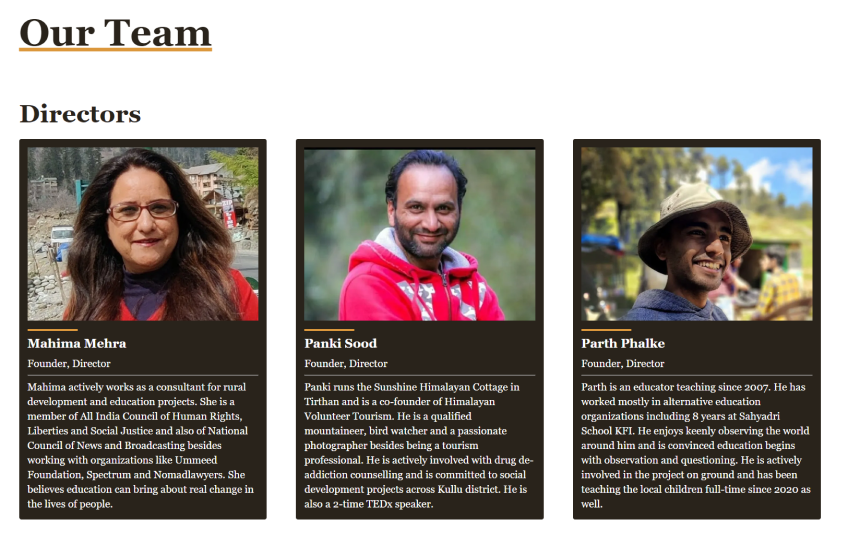 Our Team
Directors
Mahima Mehra
Founder, Director
Mahima actively works as a consultant for rural
development and education projects. She is a
member of All India Council of Human Rights,
Liberties and Social Justice and also of National
Council of News and Broadcasting besides
working with organizations like Ummeed
Foundation, Spectrum and Nomadlawyers. She
believes education can bring about real change in
the lives of people.
Panki Sood
Founder, Director
Panki runs the Sunshine Himalayan Cottage in
Tirthan and is a co-founder of Himalayan
Volunteer Tourism. He is a qualified
mountaineer, bird watcher and a passionate
photographer besides being a tourism
professional. He is actively involved with drug de-
addiction counselling and is committed to social
development projects across Kullu district. He is
also a 2-time TEDx speaker.
Parth Phalke
Founder, Director
Parth is an educator teaching since 2007. He has
worked mostly in alternative education
organizations including 8 years at Sahyadri
School KFI. He enjoys keenly observing the world
around him and is convinced education begins
with observation and questioning. He is actively
involved in the project on ground and has been
teaching the local children full-time since 2020 as
well.